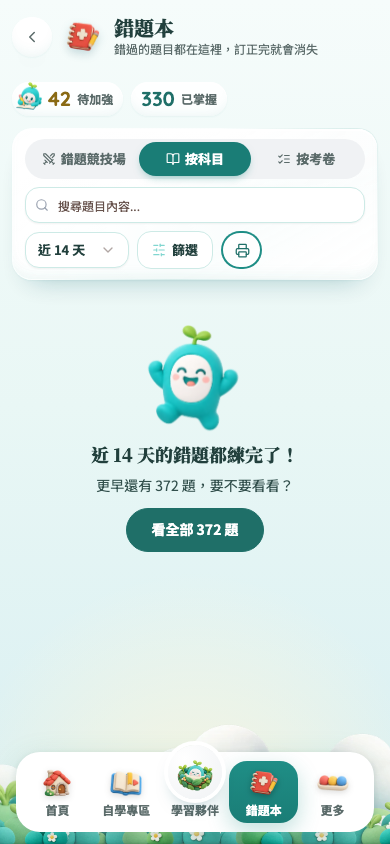 錯題本
錯過的題目都在這裡，訂正完就會消失
42 待加強
330 已掌握
錯題競技場
按科目
按考卷
搜尋題目內容...
近 14 天
篩選
近 14 天的錯題都練完了！
更早還有 372 題，要不要看看？
看全部 372 題
首頁
自學專區
學習夥伴
錯題本
更多